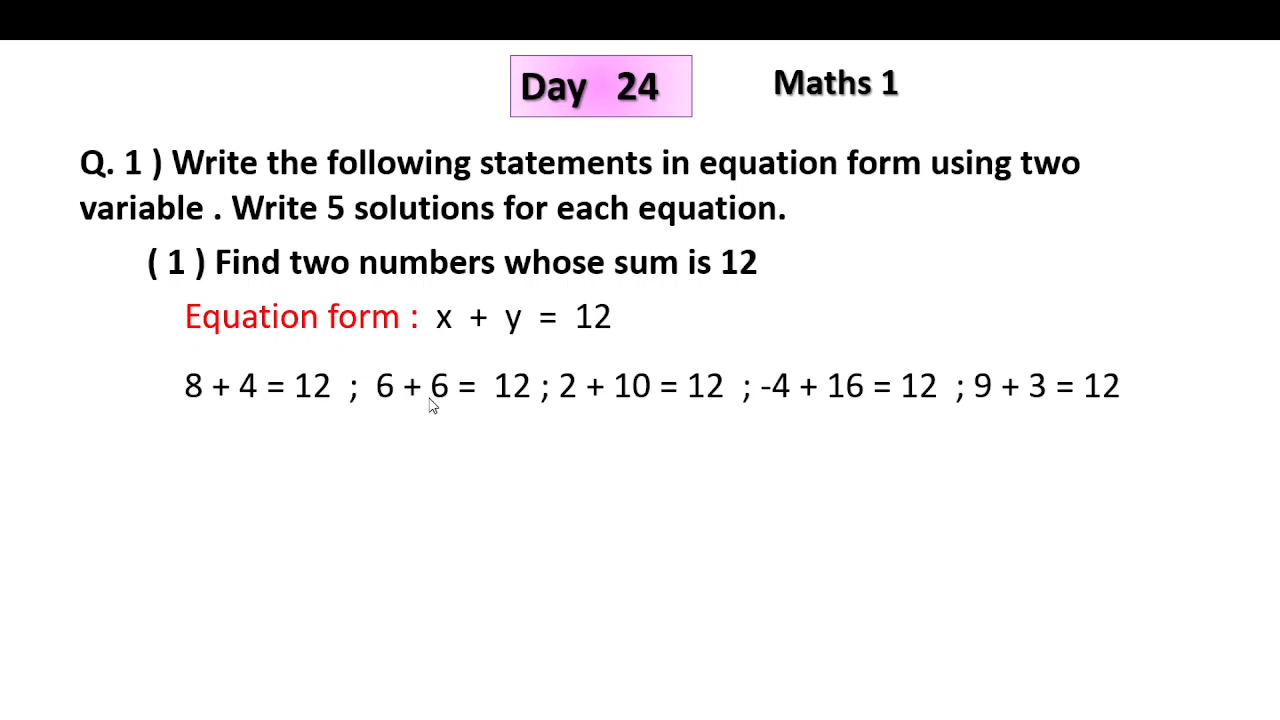 Day 24
Maths 1
Q. 1 ) Write the following statements in equation form using two
variable . Write 5 solutions for each equation.
( 1 ) Find two numbers whose sum is 12
Equation form : x + y = 12
8 + 4 = 12 ; 6 + 6 = 12 ; 2 + 10 = 12 ; -4 + 16 = 12 ; 9 + 3 = 12